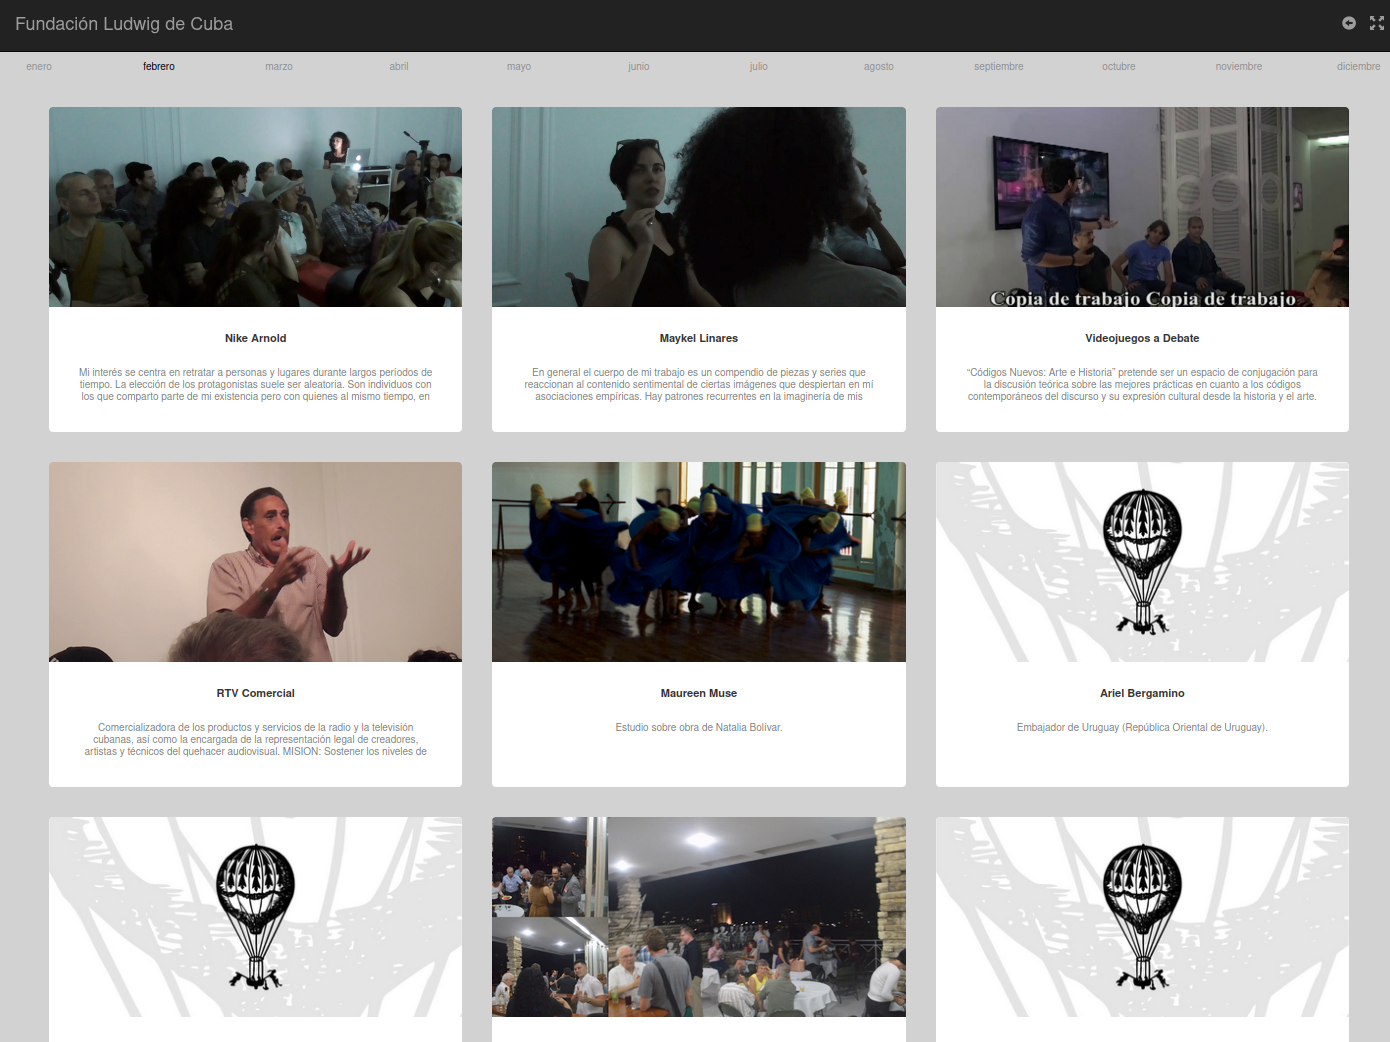 Fundación Ludwig de Cuba
enero febrero marzo abril mayo junio julio agosto septiembre octubre noviembre diciembre
Nike Arnold
Mi interés se centra en retratar a personas y lugares durante largos períodos de
tiempo. La elección de los protagonistas suele ser aleatoria. Son individuos con
los que comparto parte de mi existencia pero con quienes al mismo tiempo, en
Maykel Linares
En general el cuerpo de mi trabajo es un compendio de piezas y series que
reaccionan al contenido sentimental de ciertas imágenes que despiertan en mí
asociaciones empíricas. Hay patrones recurrentes en la imaginería de mis
Copia de trabajo Copia de trabajo
Videojuegos a Debate
“Códigos Nuevos: Arte e Historia” pretende ser un espacio de conjugación para
la discusión teórica sobre las mejores prácticas en cuanto a los códigos
contemporáneos del discurso y su expresión cultural desde la historia y el arte.
RTV Comercial
Comercializadora de los productos y servicios de la radio y la televisión
cubanas, así como la encargada de la representación legal de creadores,
artistas y técnicos del quehacer audiovisual. MISION: Sostener los niveles de
Maureen Muse
Estudio sobre obra de Natalia Bolívar.
Ariel Bergamino
Embajador de Uruguay (República Oriental de Uruguay).